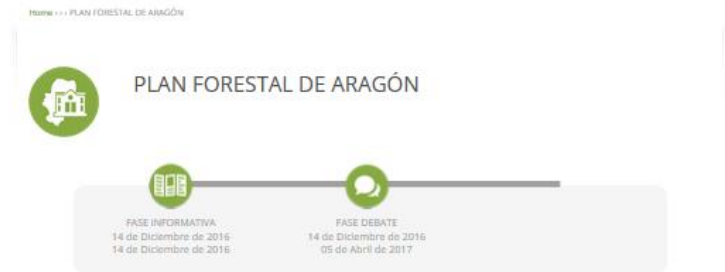 Home >>> PLAN FORESTAL DE ARAGÓN
PLAN FORESTAL DE ARAGÓN
FASE INFORMATIVA
14 de Diciembre de 2016
14 de Diciembre de 2016
FASE DEBATE
14 de Diciembre de 2016
05 de Abril de 2017